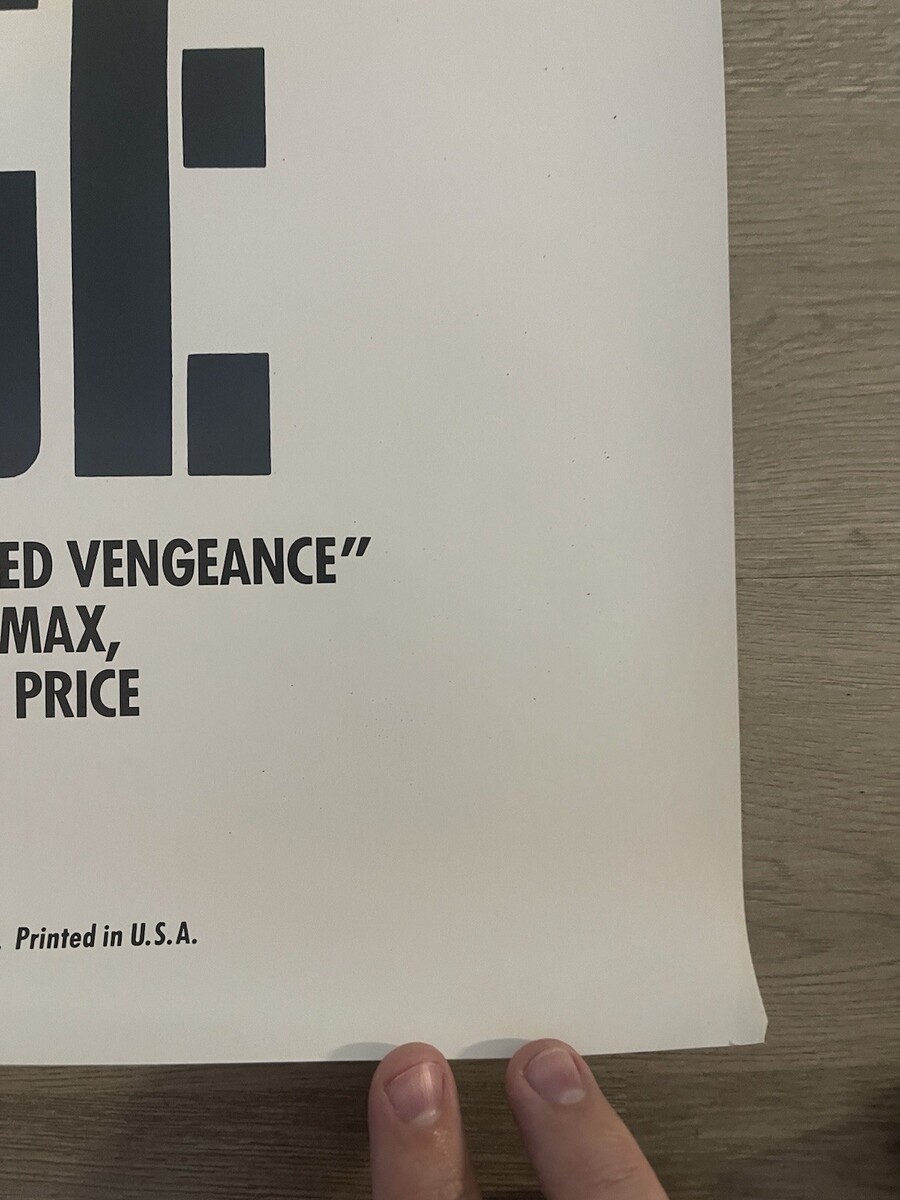 ED VENGEANCE”
MAX,
PRICE
. Printed in U.S.A.